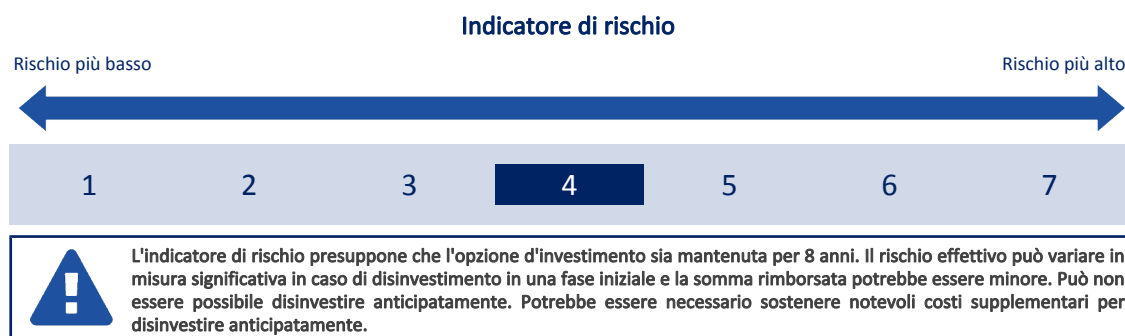 Indicatore di rischio
Rischio più basso
Rischio più alto
1 2 3 4 5 6 7
L'indicatore di rischio presuppone che l'opzione d'investimento sia mantenuta per 8 anni. Il rischio effettivo può variare in
misura significativa in caso di disinvestimento in una fase iniziale e la somma rimborsata potrebbe essere minore. Può non
essere possibile disinvestire anticipatamente. Potrebbe essere necessario sostenere notevoli costi supplementari per
disinvestire anticipatamente.